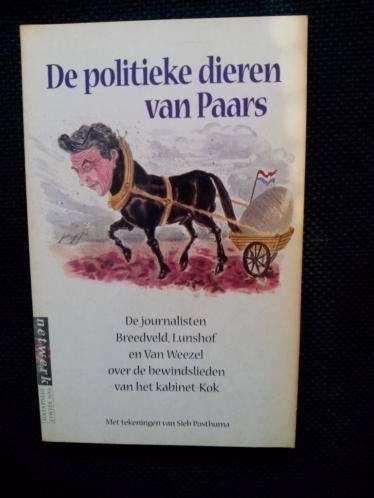 De politieke dieren
van Paars
De journalisten
Breedveld, Lunshof
en Van Weezel
over de bewindslieden
van het kabinet-Kok
Met tekeningen van Sieb Posthuma
netwerk